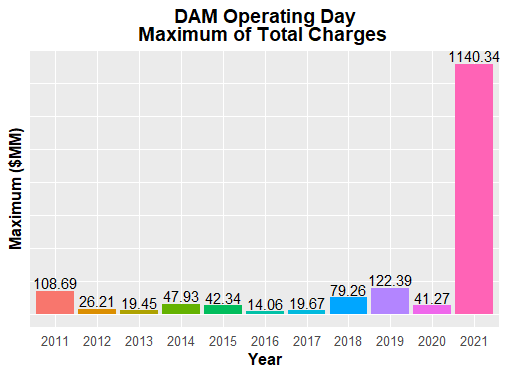 DAM Operating Day
Maximum of Total Charges
Maximum ($MM)
108.69
26.21
19.45
47.93
42.34
14.06
19.67
79.26
122.39
41.27
1140.34
2011 2012 2013 2014 2015 2016 2017 2018 2019 2020 2021
Year